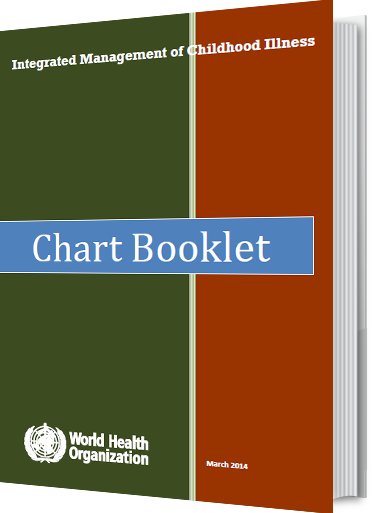 Integrated Management of Childhood Illness
Chart Booklet
World Health
Organization
March 2014